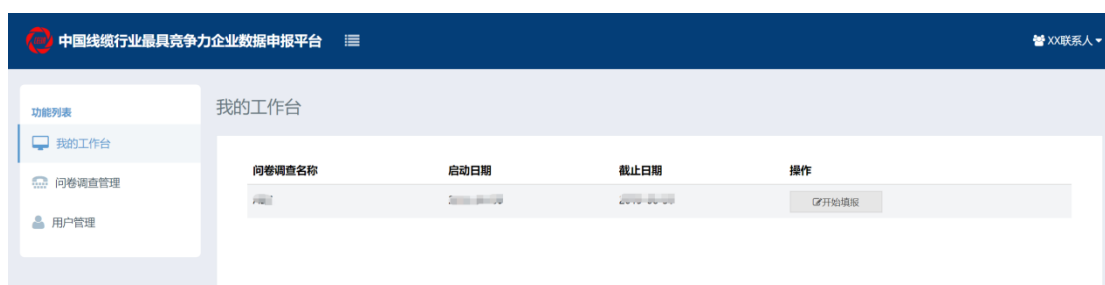 中国线缆行业最具竞争力企业数据申报平台
XX联系人
功能列表
我的工作台
问卷调查管理
用户管理
我的工作台
问卷调查名称 启动日期 截止日期 操作
开始填报